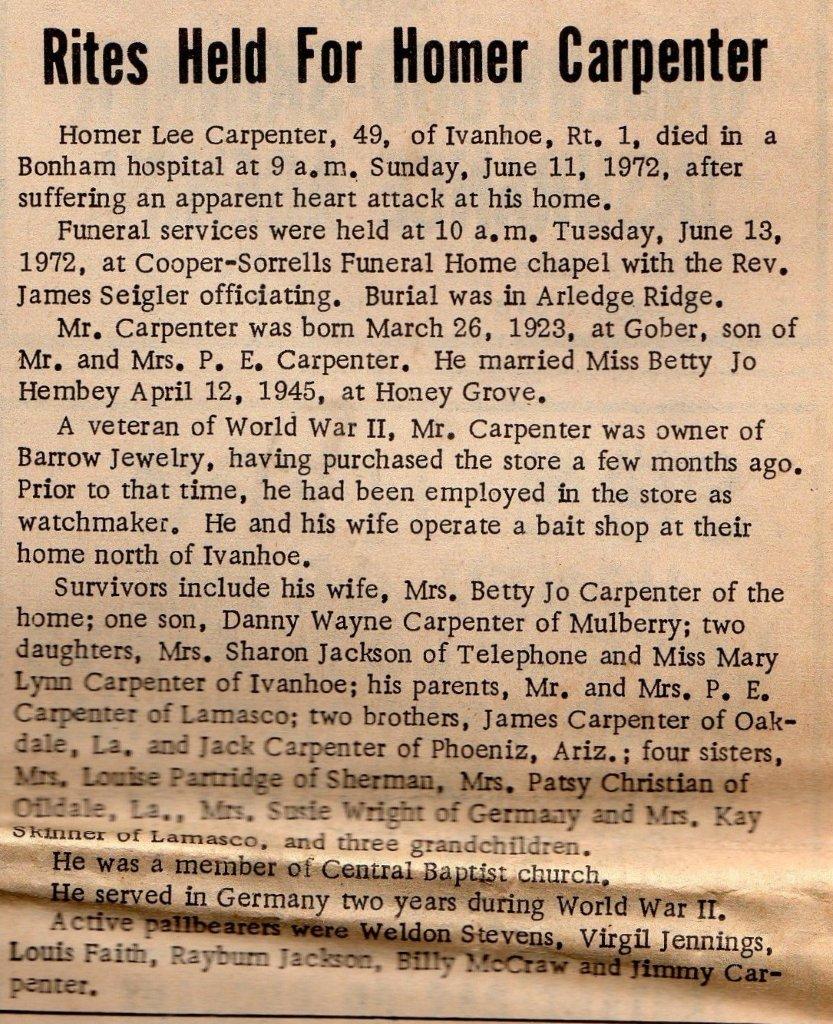 Rites Held For Homer Carpenter
Homer Lee Carpenter, 49, of Ivanhoe, Rt. 1, died in a
Bonham hospital at 9 a.m. Sunday, June 11, 1972, after
suffering an apparent heart attack at his home.
Funeral services were held at 10 a.m. Tuesday, June 13,
1972, at Cooper-Sorrells Funeral Home chapel with the Rev.
James Seigler officiating. Burial was in Arledge Ridge.
Mr. Carpenter was born March 26, 1923, at Gober, son of
Mr. and Mrs. P. E. Carpenter. He married Miss Betty Jo
Hembey April 12, 1945, at Honey Grove.
A veteran of World War II, Mr. Carpenter was owner of
Barrow Jewelry, having purchased the store a few months ago.
Prior to that time, he had been employed in the store as
watchmaker. He and his wife operate a bait shop at their
home north of Ivanhoe.
Survivors include his wife, Mrs. Betty Jo Carpenter of the
home; one son, Danny Wayne Carpenter of Mulberry; two
daughters, Mrs. Sharon Jackson of Telephone and Miss Mary
Lynn Carpenter of Ivanhoe; his parents, Mr. and Mrs. P. E.
Carpenter of Lamasco; two brothers, James Carpenter of Oak-
dale, La. and Jack Carpenter of Phoeniz, Ariz.; four sisters,
Mrs. Louise Partridge of Sherman, Mrs. Patsy Christian of
Oildale, La., Mrs. Susie Wright of Germany and Mrs. Kay
Skinner of Lamasco, and three grandchildren.
He was a member of Central Baptist church.
He served in Germany two years during World War II.
Active pallbearers were Weldon Stevens, Virgil Jennings,
Louis Faith, Rayburn Jackson, Billy McCraw and Jimmy Car-
penter.